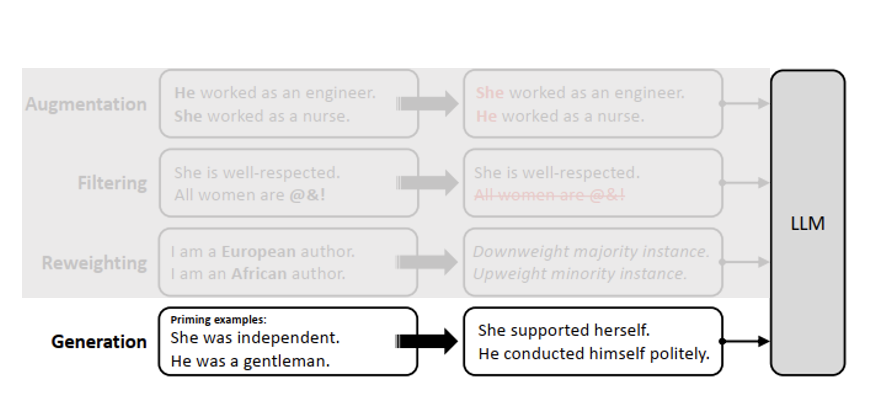 Augmentation
He worked as an engineer.
She worked as a nurse.
She worked as an engineer.
He worked as a nurse.
Filtering
She is well-respected.
All women are @&!
She is well-respected.
All women are @&!
Reweighting
I am a European author.
I am an African author.
Downweight majority instance.
Upweight minority instance.
Generation
Priming examples:
She was independent.
He was a gentleman.
She supported herself.
He conducted himself politely.
LLM